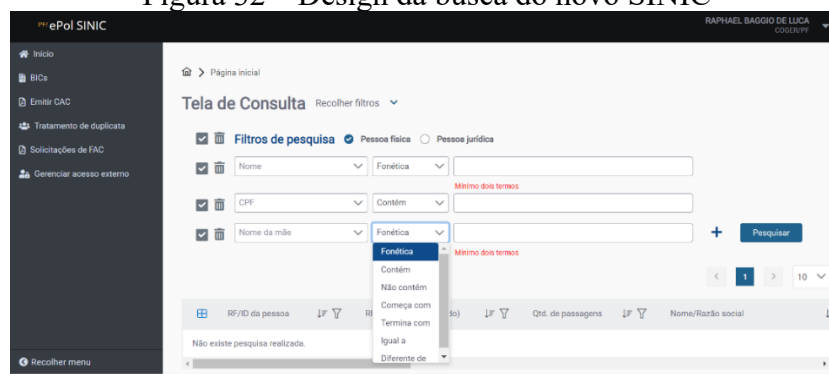 Figura 32 – Design da busca do novo SINIC
ePol SINIC
RAPHAEL BAGGIO DE LUCA
COGER/PF
Início
BICs
Emitir CAC
Tratamento de duplicata
Solicitações de FAC
Gerenciar acesso externo
Recolher menu
Página inicial
Tela de Consulta Recolher filtros
Filtros de pesquisa Pessoa física Pessoa jurídica
Nome Fonética
Mínimo dois termos
CPF Contém
Nome da mãe Fonética
Pesquisar
Mínimo dois termos
Fonética
Contém
Não contém
Começa com
Termina com
Igual a
Diferente de
1 10
RF/ID da pessoa Qtd. de passagens Nome/Razão social
Não existe pesquisa realizada.